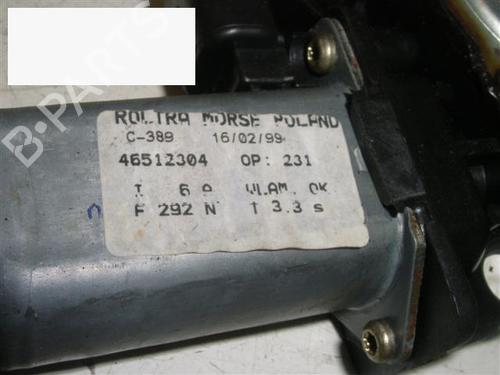 ROLTRA MORSE POLAND
C-389 16/02/99
46512304 OP: 231
I 6 A WLAM. OK
F 292 N T 3.3 s
B-PARTS